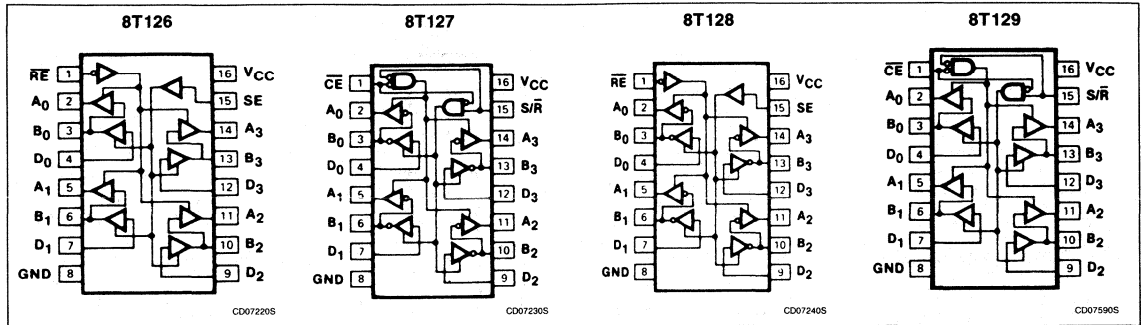 8T126
8T127
8T128
8T129
R̅E̅ 1
A0 2
B0 3
D0 4
A1 5
B1 6
D1 7
GND 8
16 VCC
15 SE
14 A3
13 B3
12 D3
11 A2
10 B2
9 D2
CD07220S
C̅E̅ 1
A0 2
B0 3
D0 4
A1 5
B1 6
D1 7
GND 8
16 VCC
15 S/R̅
14 A3
13 B3
12 D3
11 A2
10 B2
9 D2
CD07230S
R̅E̅ 1
A0 2
B0 3
D0 4
A1 5
B1 6
D1 7
GND 8
16 VCC
15 SE
14 A3
13 B3
12 D3
11 A2
10 B2
9 D2
CD07240S
C̅E̅ 1
A0 2
B0 3
D0 4
A1 5
B1 6
D1 7
GND 8
16 VCC
15 S/R̅
14 A3
13 B3
12 D3
11 A2
10 B2
9 D2
CD07590S